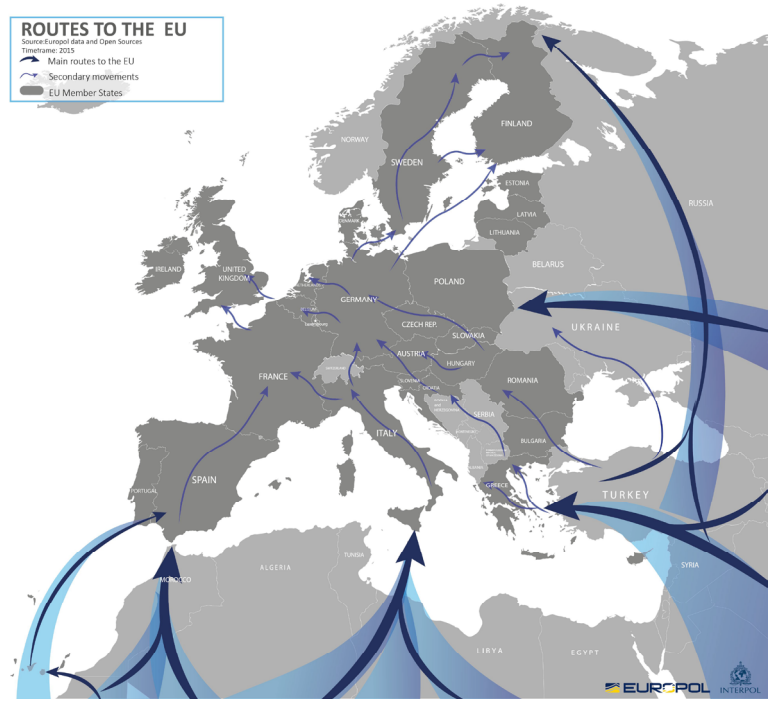 ROUTES TO THE EU
Source:Europol data and Open Sources
Timeframe: 2015
Main routes to the EU
Secondary movements
EU Member States
FINLAND
NORWAY
SWEDEN
ESTONIA
RUSSIA
LATVIA
LITHUANIA
DENMARK
IRELAND
UNITED
KINGDOM
BELARUS
POLAND
GERMANY
UKRAINE
CZECH REP.
SLOVAKIA
AUSTRIA
HUNGARY
FRANCE
SLOVENIA
CROATIA
ROMANIA
SERBIA
ITALY
BULGARIA
SPAIN
PORTUGAL
GREECE
TURKEY
SYRIA
TUNISIA
ALGERIA
MOROCCO
LIBYA
EGYPT
EUROPOL
INTERPOL